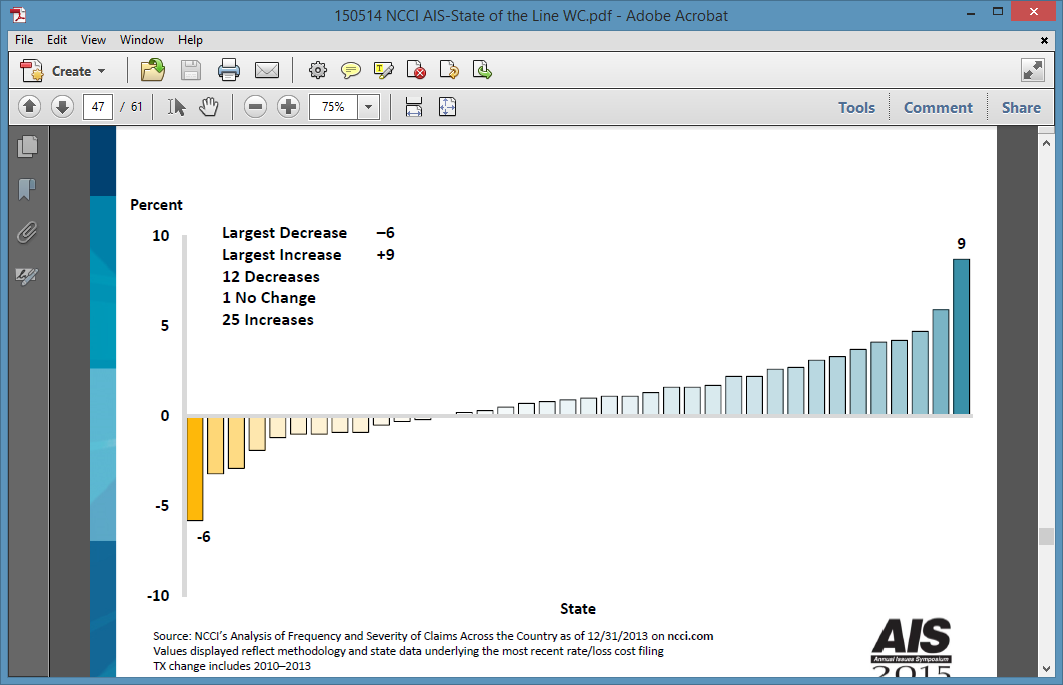 150514 NCCI AIS-State of the Line WC.pdf - Adobe Acrobat
File Edit View Window Help
Create
47 / 61 75% Tools Comment Share
Percent
10
Largest Decrease –6
Largest Increase +9
12 Decreases
1 No Change
25 Increases
9
5
0
-5
-6
-10
State
Source: NCCI's Analysis of Frequency and Severity of Claims Across the Country as of 12/31/2013 on ncci.com
Values displayed reflect methodology and state data underlying the most recent rate/loss cost filing
TX change includes 2010–2013
AIS
Annual Issues Symposium
2015